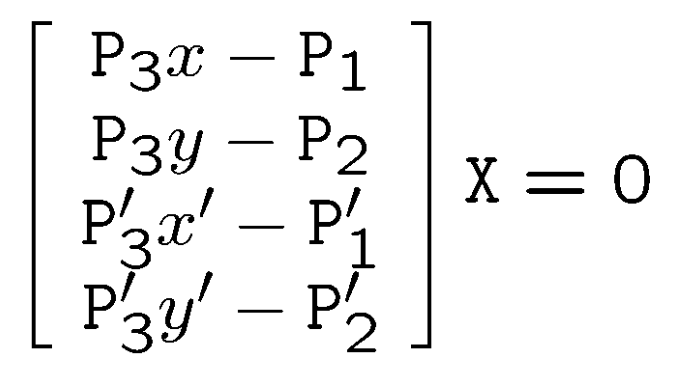 P₃x − P₁
P₃y − P₂
P′₃x′ − P′₁
P′₃y′ − P′₂
X = 0